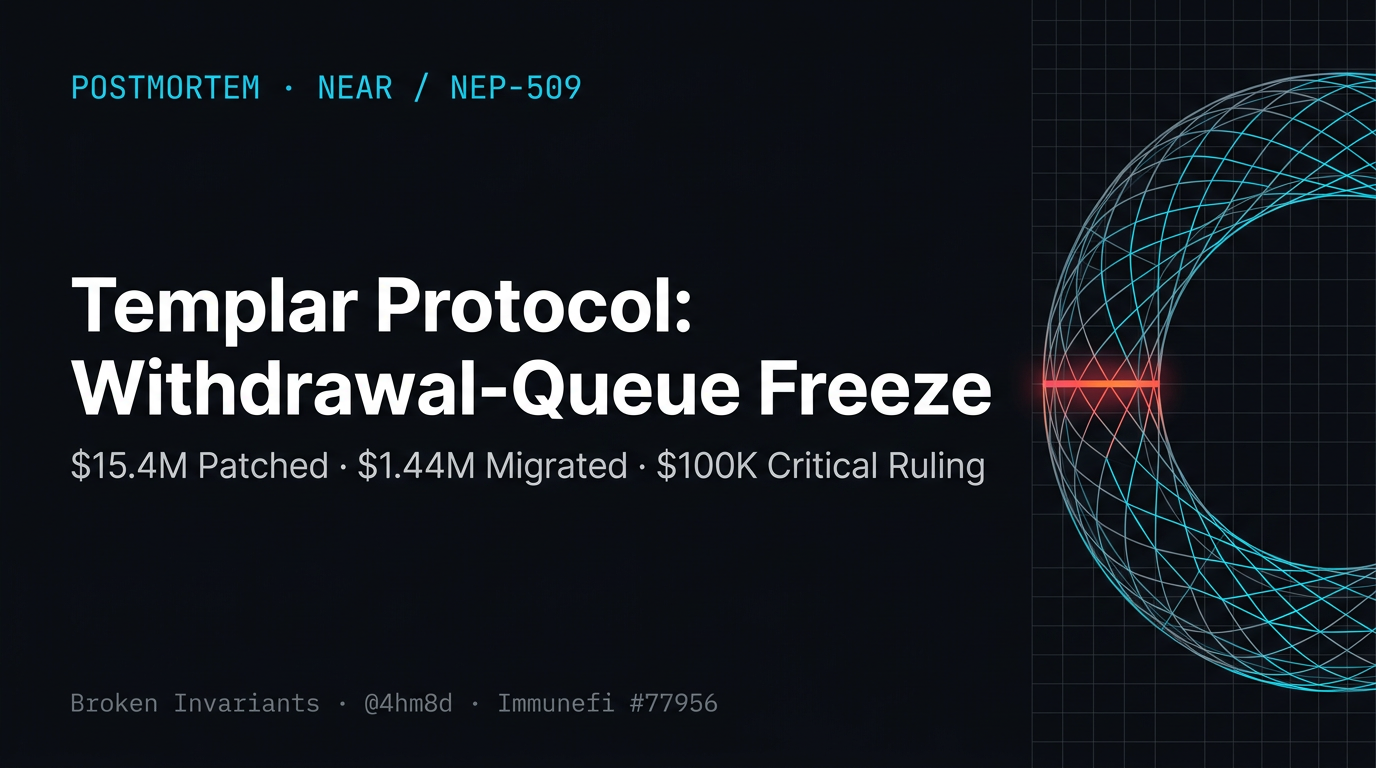 POSTMORTEM · NEAR / NEP-509
Templar Protocol:
Withdrawal-Queue Freeze
$15.4M Patched · $1.44M Migrated · $100K Critical Ruling
Broken Invariants · @4hm8d · Immunefi #77956